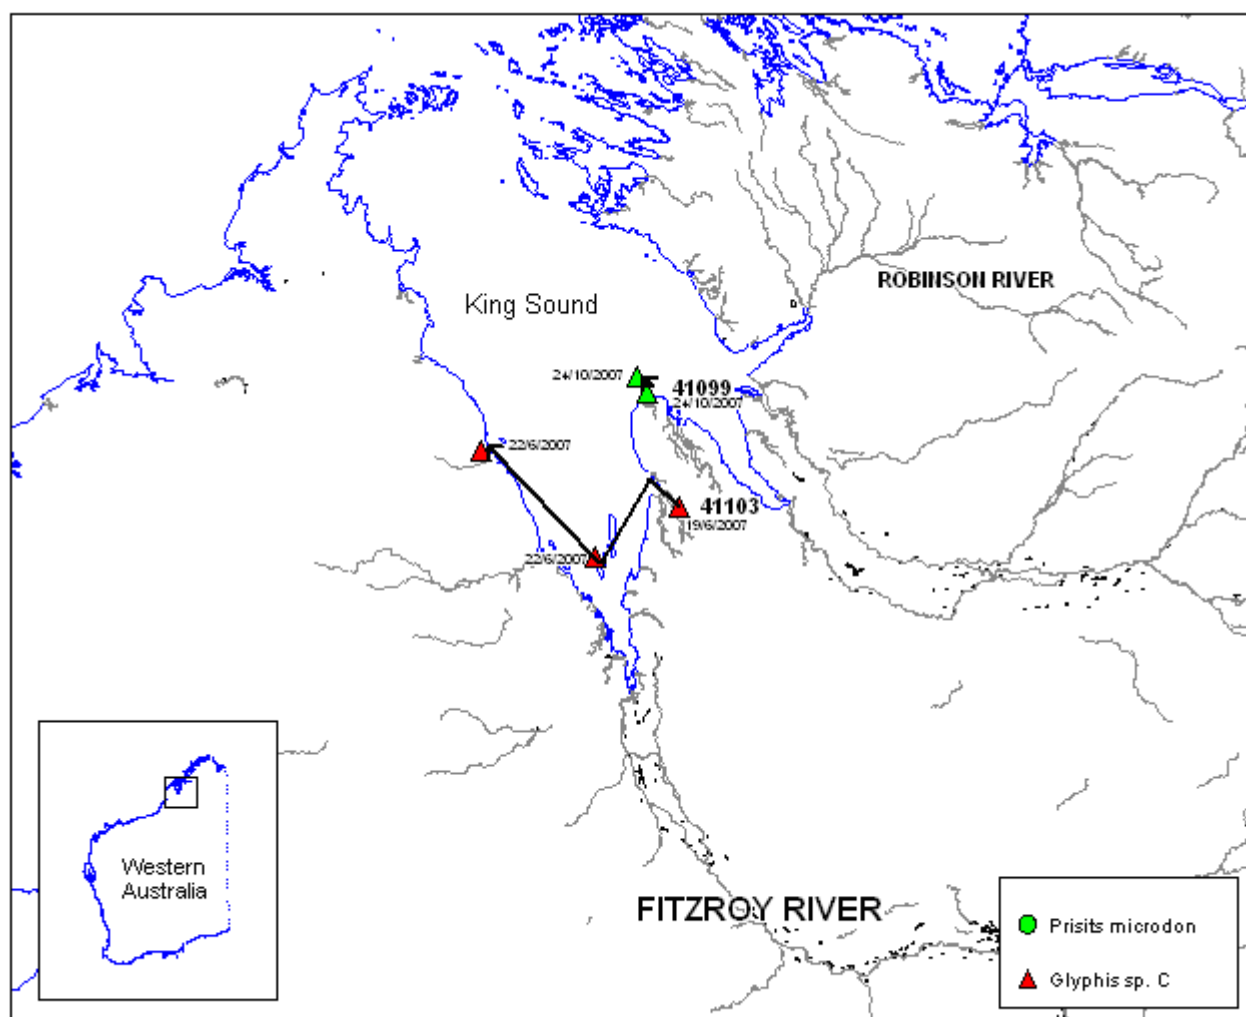 ROBINSON RIVER
King Sound
24/10/2007
41099
24/10/2007
22/6/2007
41103
19/6/2007
22/6/2007
Western
Australia
FITZROY RIVER
Prisits microdon
Glyphis sp. C